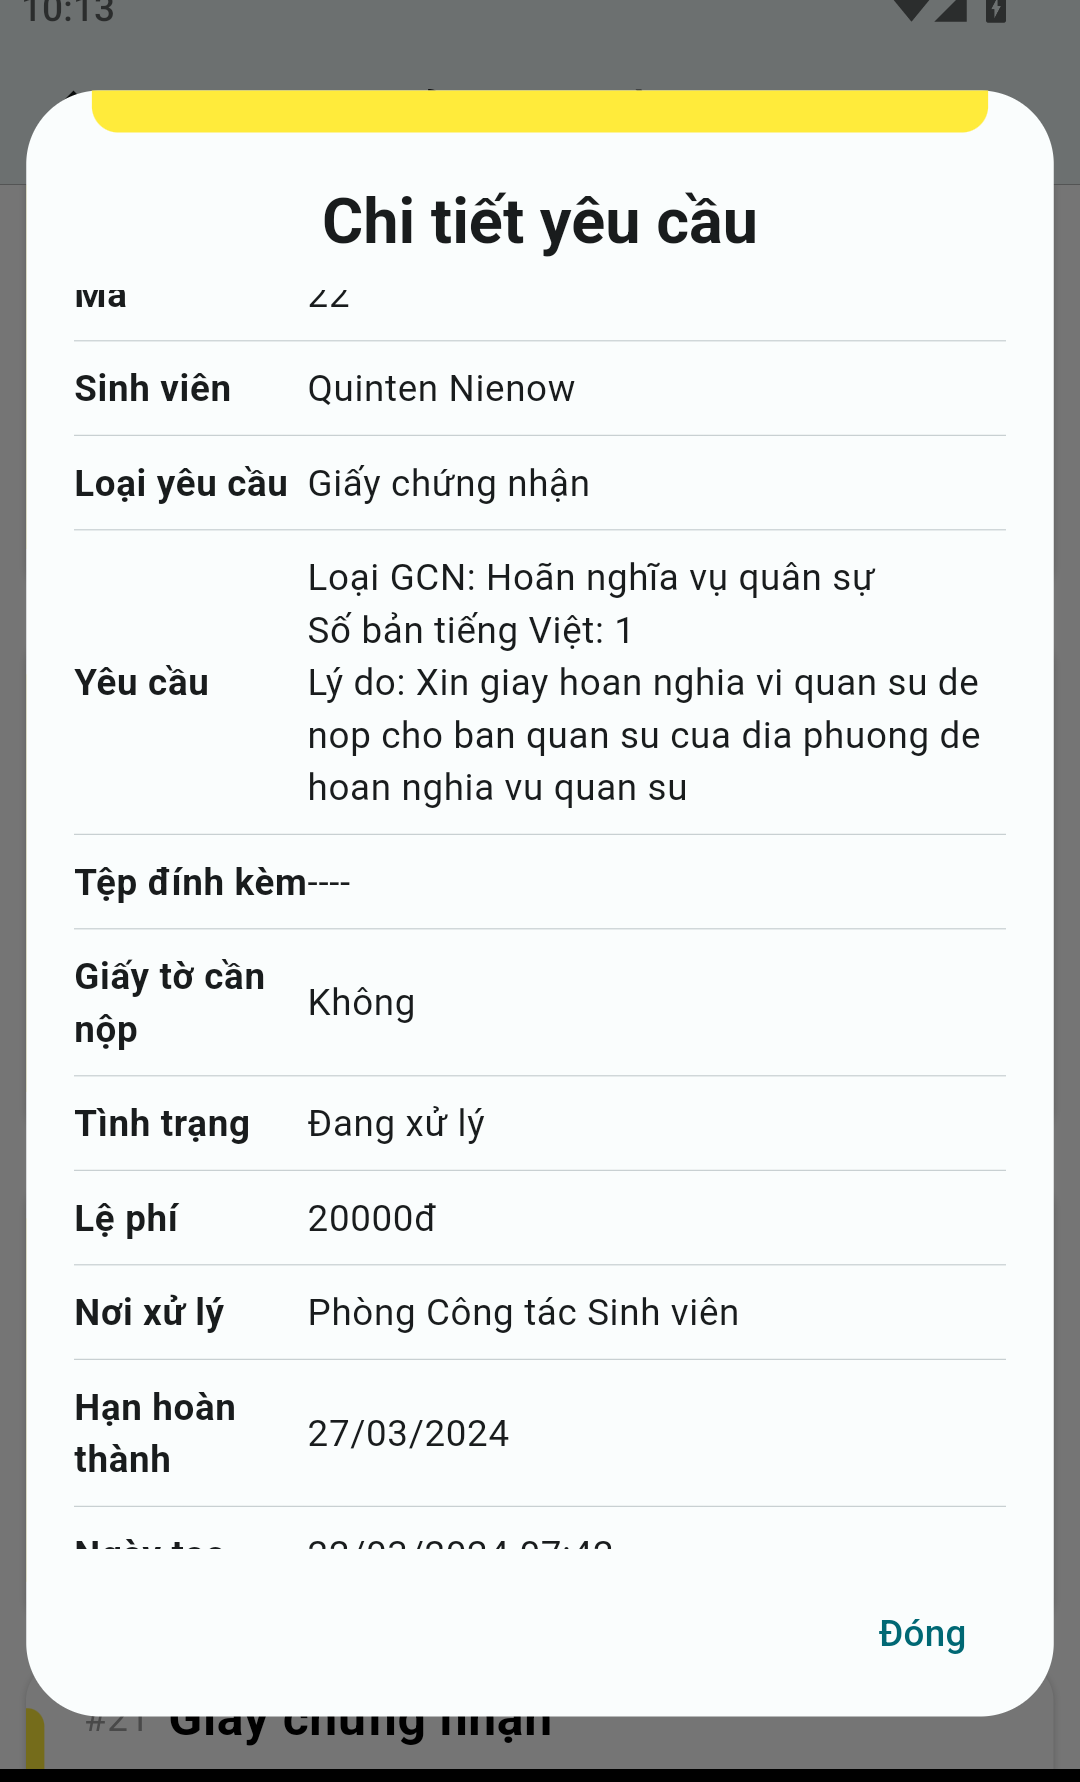 10:13
Chi tiết yêu cầu
Mã 22
Sinh viên Quinten Nienow
Loại yêu cầu Giấy chứng nhận
Yêu cầu Loại GCN: Hoãn nghĩa vụ quân sự
Số bản tiếng Việt: 1
Lý do: Xin giay hoan nghia vi quan su de
nop cho ban quan su cua dia phuong de
hoan nghia vu quan su
Tệp đính kèm----
Giấy tờ cần
nộp Không
Tình trạng Đang xử lý
Lệ phí 20000đ
Nơi xử lý Phòng Công tác Sinh viên
Hạn hoàn
thành 27/03/2024
Ngày tạo
Đóng
#21 Giấy chứng nhận